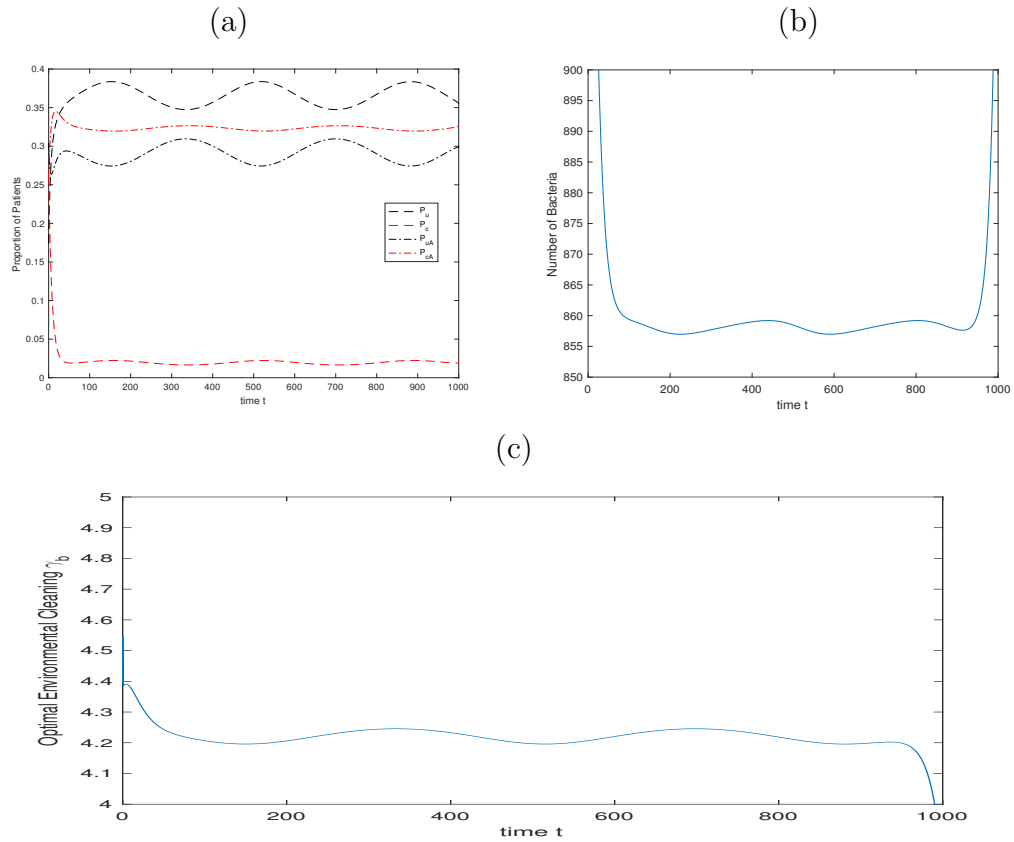 (a)
0.4
0.35
0.3
0.25
0.2
0.15
0.1
0.05
0
Proportion of Patients
P_u
P_c
P_uA
P_cA
0 100 200 300 400 500 600 700 800 900 1000
time t
(b)
900
895
890
885
880
875
870
865
860
855
850
Number of Bacteria
0 200 400 600 800 1000
time t
(c)
5
4.9
4.8
4.7
4.6
4.5
4.4
4.3
4.2
4.1
4
Optimal Environmental Cleaning γ_b
0 200 400 600 800 1000
time t